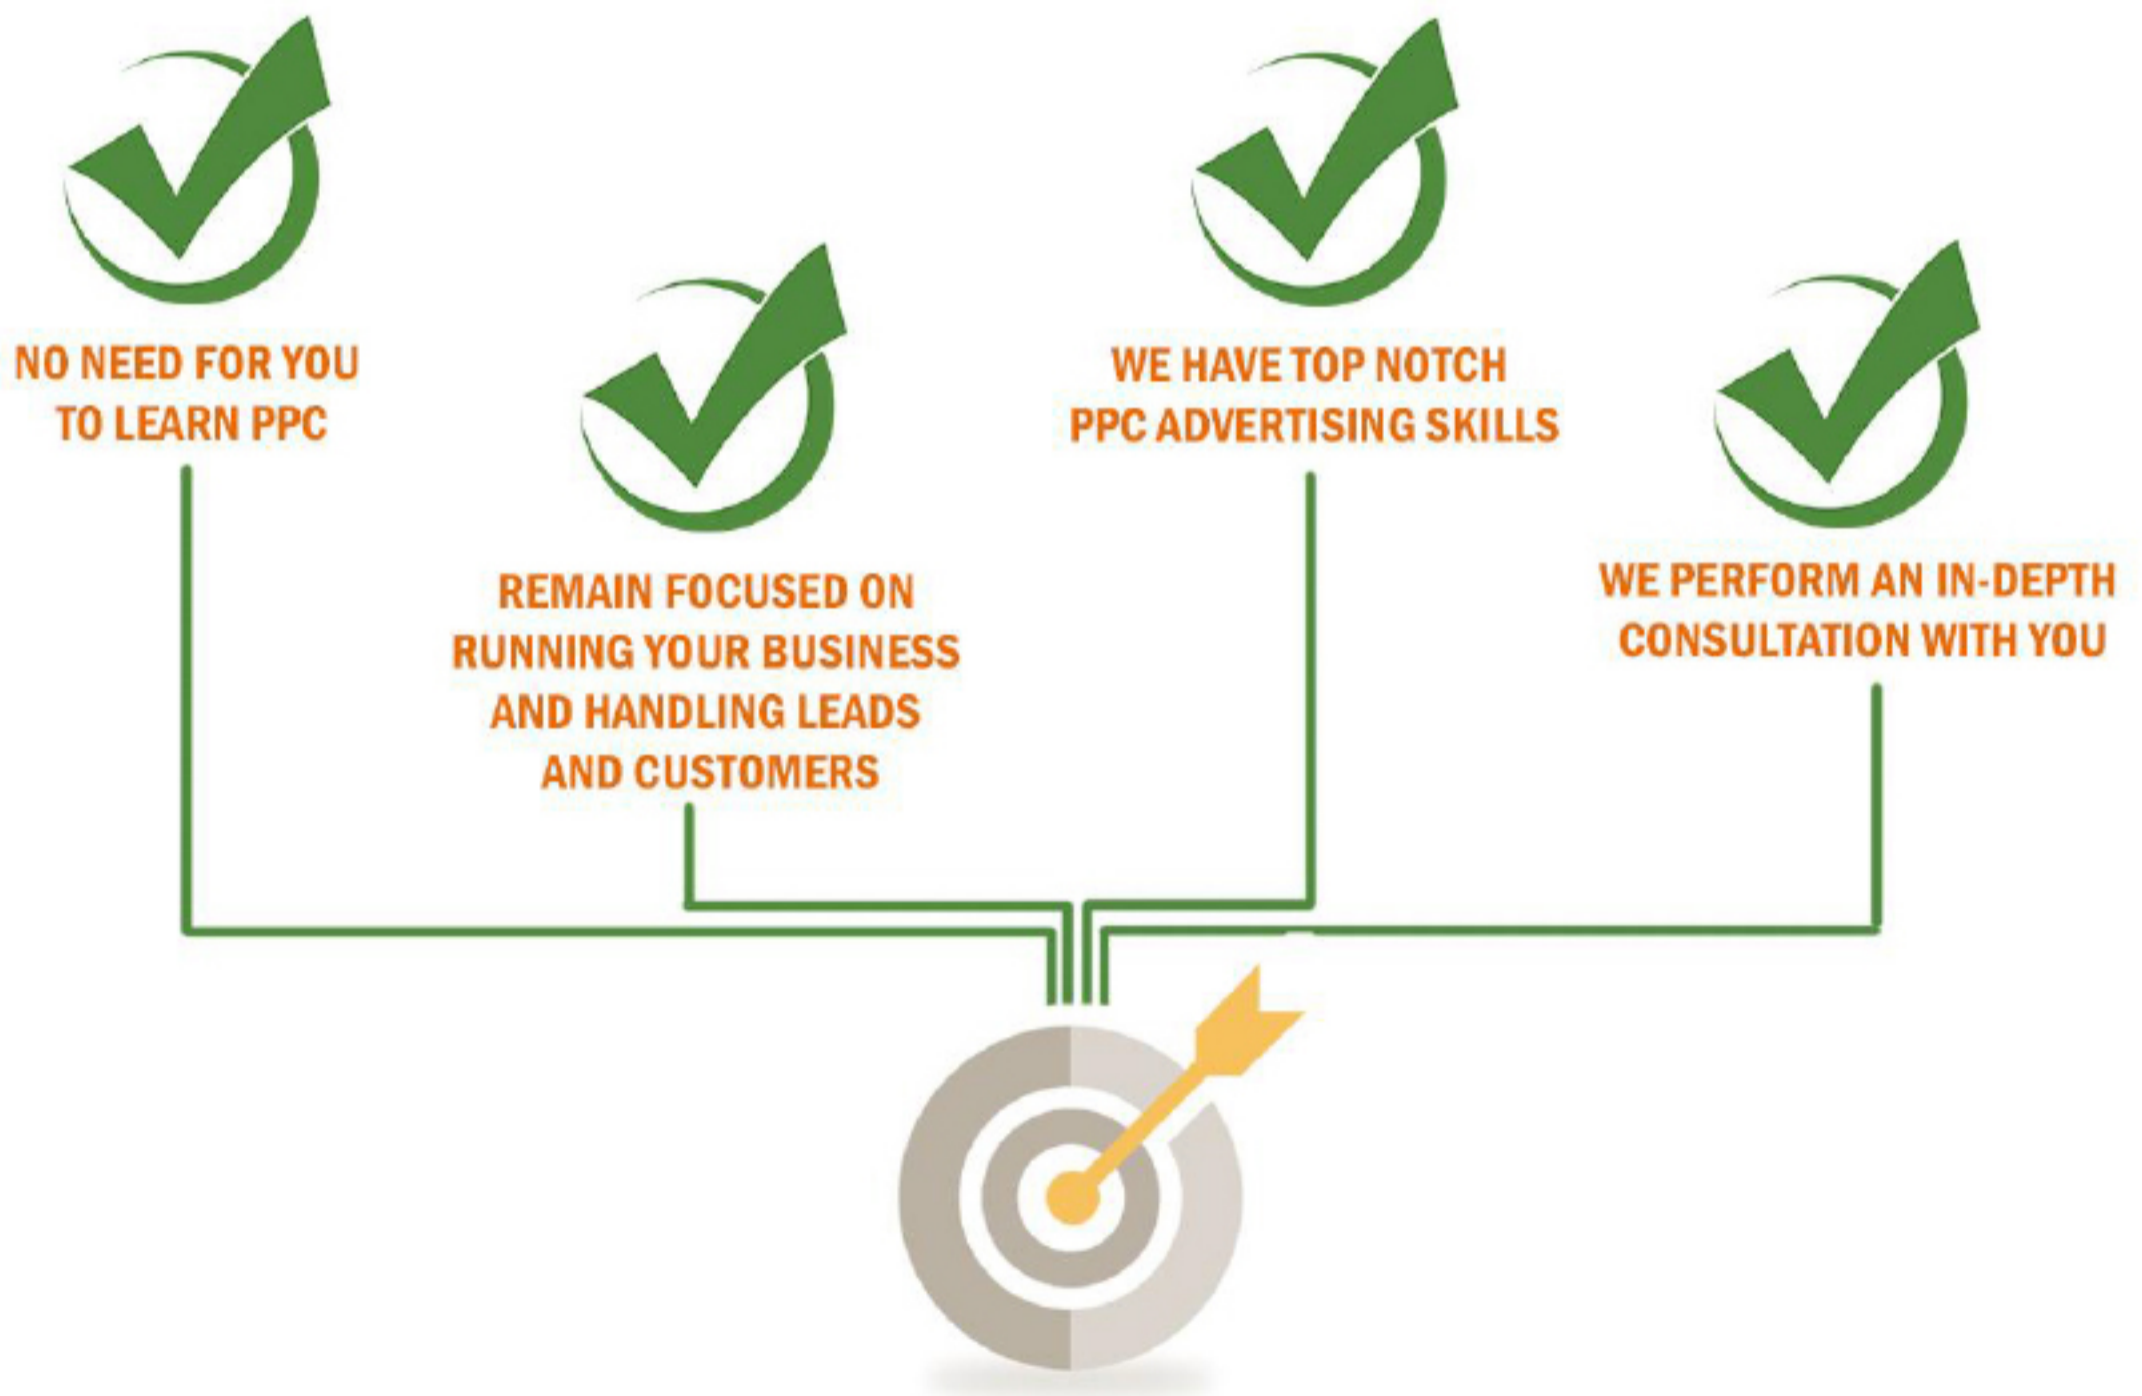 NO NEED FOR YOU
TO LEARN PPC
REMAIN FOCUSED ON
RUNNING YOUR BUSINESS
AND HANDLING LEADS
AND CUSTOMERS
WE HAVE TOP NOTCH
PPC ADVERTISING SKILLS
WE PERFORM AN IN-DEPTH
CONSULTATION WITH YOU